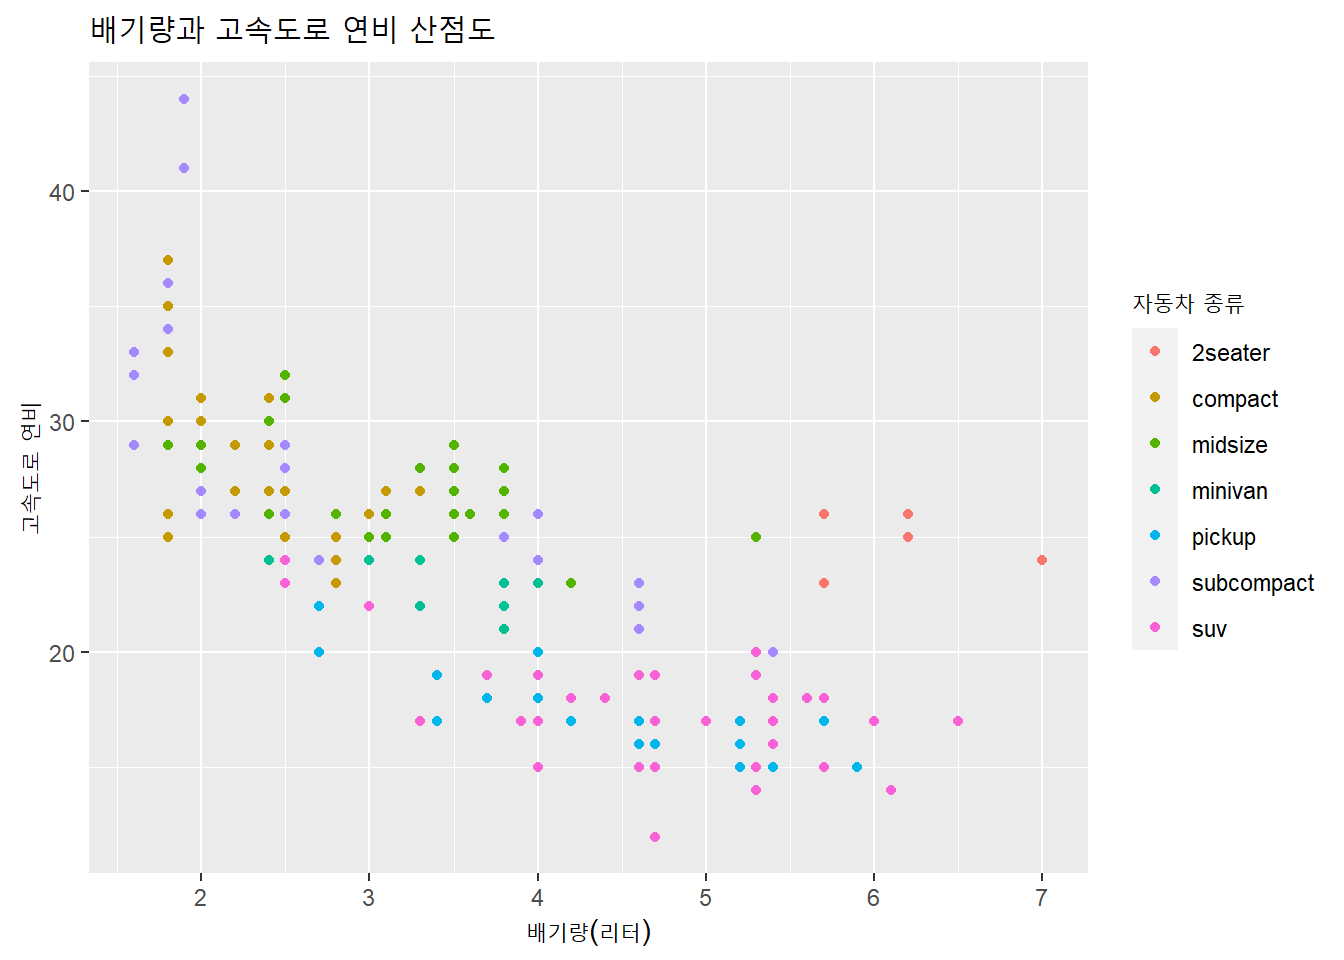 배기량과 고속도로 연비 산점도
고속도로 연비
40
30
20
2 3 4 5 6 7
배기량(리터)
자동차 종류
2seater
compact
midsize
minivan
pickup
subcompact
suv